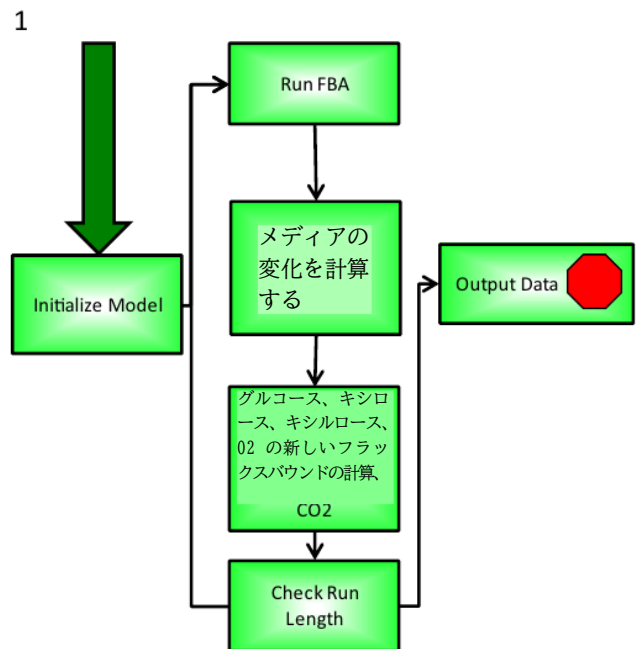 1
Run FBA
メディアの
変化を計算
する
Initialize Model
Output Data
グルコース、キシロ
ース、キシルロース、
O2 の新しいフラッ
クスバウンドの計算、
CO2
Check Run
Length